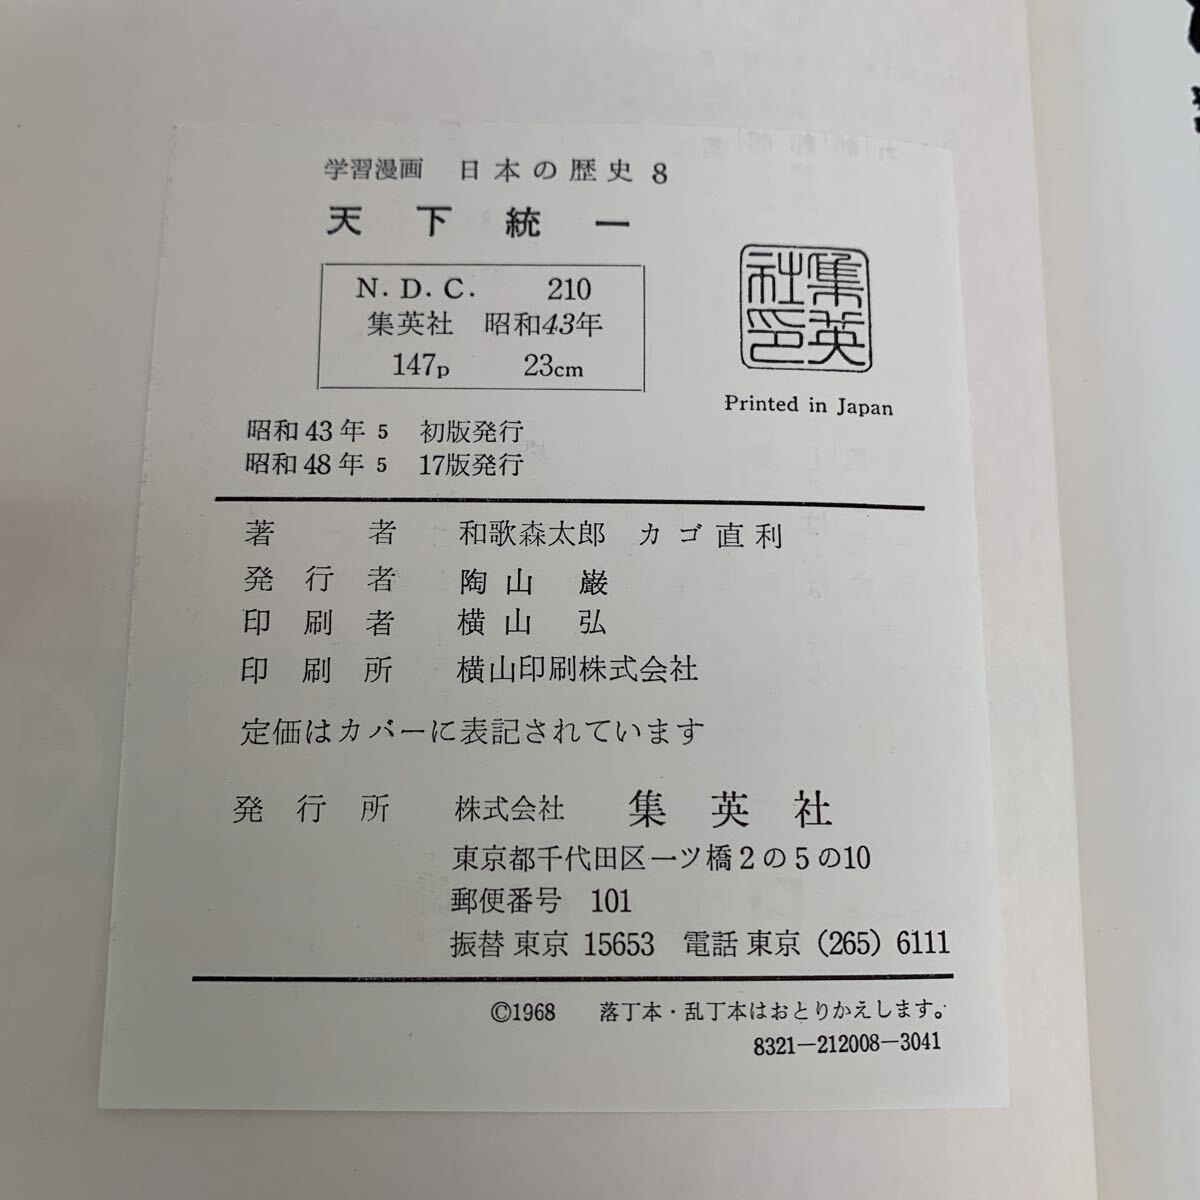 学習漫画 日本の歴史 8
天下統一
N.D.C. 210
集英社 昭和43年
147p 23cm
集英社印
Printed in Japan
昭和43年 5 初版発行
昭和48年 5 17版発行
著者 和歌森太郎 カゴ直利
発行者 陶山 巌
印刷者 横山 弘
印刷所 横山印刷株式会社
定価はカバーに表記されています
発行所 株式会社 集英社
東京都千代田区一ツ橋2の5の10
郵便番号 101
振替 東京 15653 電話 東京 (265) 6111
©1968 落丁本・乱丁本はおとりかえします。
8321-212008-3041